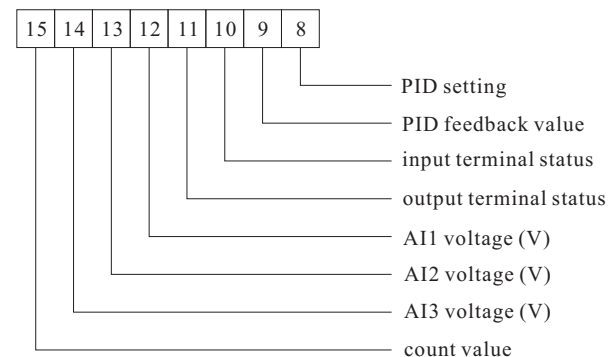 15 14 13 12 11 10 9 8
PID setting
PID feedback value
input terminal status
output terminal status
AI1 voltage (V)
AI2 voltage (V)
AI3 voltage (V)
count value